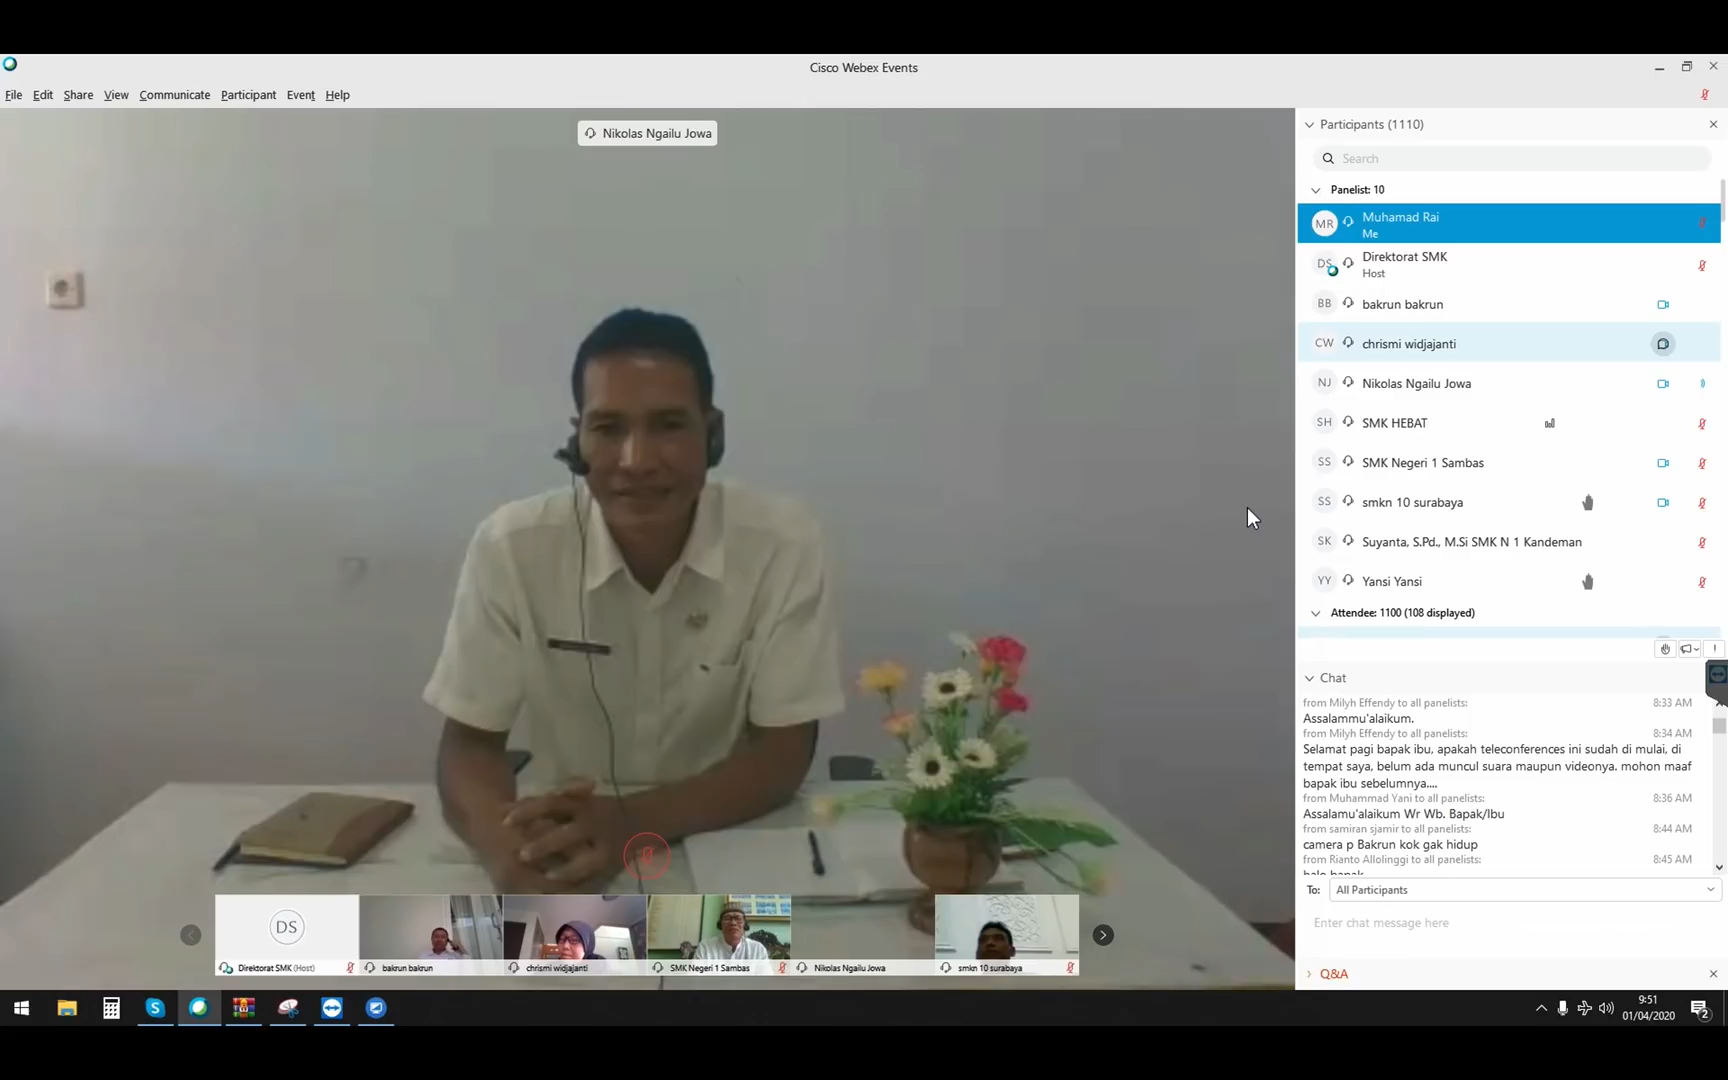 Cisco Webex Events
File Edit Share View Communicate Participant Event Help
Nikolas Ngailu Jowa
Participants (1110)
Search
Panelist: 10
MR Muhamad Rai
Me
DS Direktorat SMK
Host
BB bakrun bakrun
CW chrismi widjajanti
NJ Nikolas Ngailu Jowa
SH SMK HEBAT
SS SMK Negeri 1 Sambas
SS smkn 10 surabaya
SK Suyanta, S.Pd., M.Si SMK N 1 Kandeman
YY Yansi Yansi
Attendee: 1100 (108 displayed)
Chat
from Milyh Effendy to all panelists: 8:33 AM
Assalammu'alaikum.
from Milyh Effendy to all panelists: 8:34 AM
Selamat pagi bapak ibu, apakah teleconferences ini sudah di mulai, di
tempat saya, belum ada muncul suara maupun videonya. mohon maaf
bapak ibu sebelumnya....
from Muhammad Yani to all panelists: 8:36 AM
Assalamu'alaikum Wr Wb. Bapak/Ibu
from samiran sjamir to all panelists: 8:44 AM
camera p Bakrun kok gak hidup
from Rianto Allolinggi to all panelists: 8:45 AM
halo bapak
To: All Participants
Enter chat message here
Q&A
DS
Direktorat SMK (Host)
bakrun bakrun
chrismi widjajanti
SMK Negeri 1 Sambas
Nikolas Ngailu Jowa
smkn 10 surabaya
9:51
01/04/2020
2